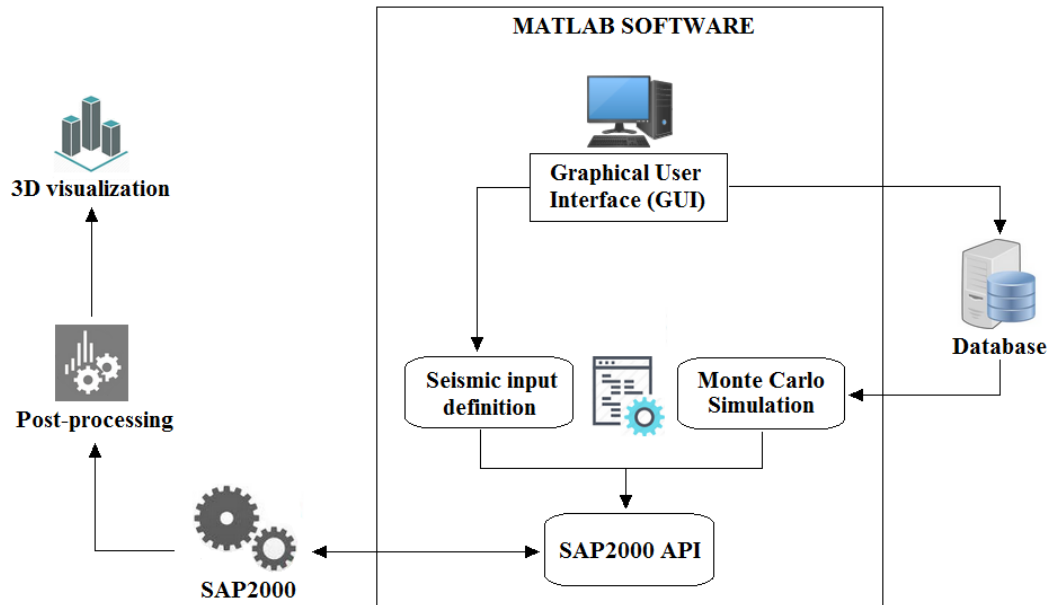 MATLAB SOFTWARE
Graphical User
Interface (GUI)
3D visualization
Database
Seismic input
definition
Monte Carlo
Simulation
Post-processing
SAP2000 API
SAP2000